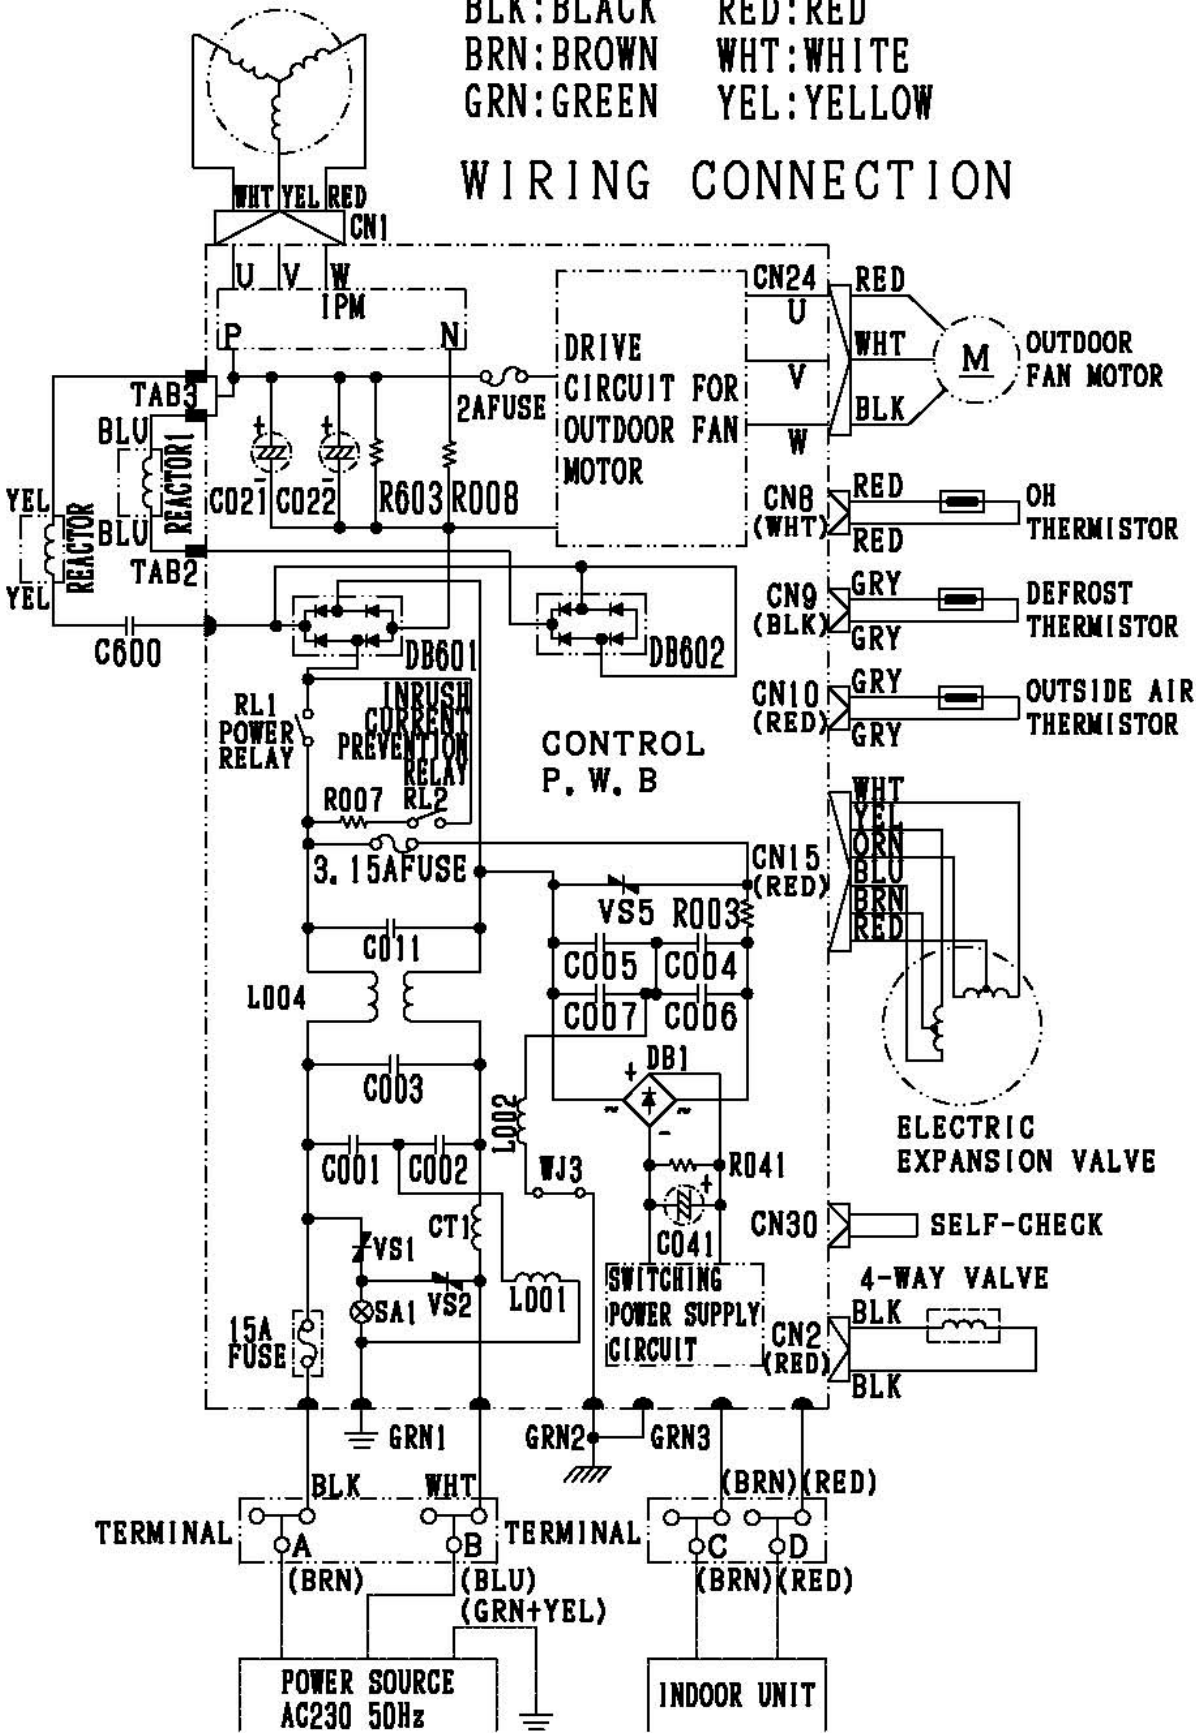 BLK:BLACK RED:RED
BRN:BROWN WHT:WHITE
GRN:GREEN YEL:YELLOW
WIRING CONNECTION
WHT YEL RED
CN1
U V W
IPM
P N
TAB3
BLU
REACTOR1
YEL
REACTOR
BLU
TAB2
YEL
C600
+
C021
-
+
C022
-
R603
R008
2AFUSE
DRIVE
CIRCUIT FOR
OUTDOOR FAN
MOTOR
CN24
U
V
W
RED
WHT
BLK
M
OUTDOOR
FAN MOTOR
CN8
(WHT)
RED
RED
OH
THERMISTOR
CN9
(BLK)
GRY
GRY
DEFROST
THERMISTOR
CN10
(RED)
GRY
GRY
OUTSIDE AIR
THERMISTOR
DB601
DB602
RL1
POWER
RELAY
INRUSH
CURRENT
PREVENTION
RELAY
R007
RL2
CONTROL
P.W.B
3.15AFUSE
CN15
(RED)
WHT
YEL
ORN
BLU
BRN
RED
ELECTRIC
EXPANSION VALVE
VS5
R003
C011
C005
C004
C007
C006
L004
C003
DB1
+
~
~
-
L002
C001
C002
WJ3
R041
+
C041
CT1
VS1
VS2
SA1
L001
SWITCHING
POWER SUPPLY
CIRCUIT
CN30
SELF-CHECK
4-WAY VALVE
CN2
(RED)
BLK
BLK
15A
FUSE
GRN1
GRN2
GRN3
BLK
WHT
(BRN)(RED)
TERMINAL
A
B
TERMINAL
C
D
(BRN)
(BLU)
(GRN+YEL)
(BRN)(RED)
POWER SOURCE
AC230 50Hz
INDOOR UNIT